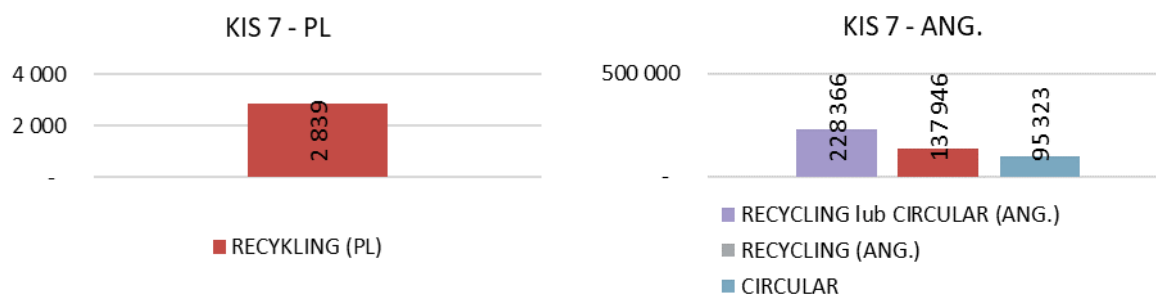 KIS 7 - PL
4 000
2 000
-
2 839
RECYKLING (PL)
KIS 7 - ANG.
500 000
-
228 366
137 946
95 323
RECYCLING lub CIRCULAR (ANG.)
RECYCLING (ANG.)
CIRCULAR